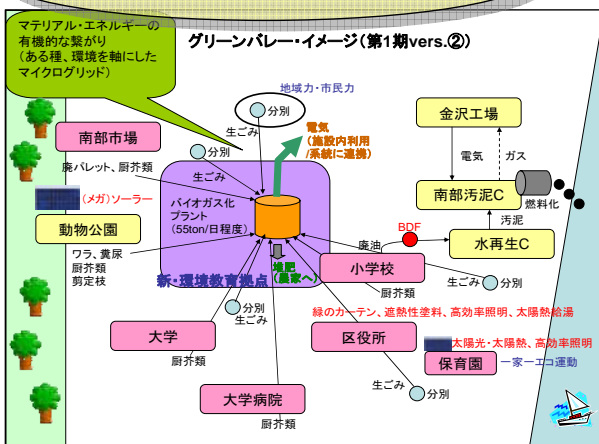 マテリアル・エネルギーの
有機的な繋がり
(ある種、環境を軸にした
マイクログリッド)
グリーンバレー・イメージ(第1期vers.②)
地域力・市民力
分別
生ごみ
電気
(施設内利用
/系統に連携)
金沢工場
南部市場
分別
生ごみ
電気
ガス
廃パレット、厨芥類
南部汚泥C
燃料化
(メガ)ソーラー
バイオガス化
プラント
(55ton/日程度)
汚泥
動物公園
BDF
水再生C
廃油
ワラ、糞尿
厨芥類
剪定枝
堆肥
(農家へ)
小学校
新・環境教育拠点
生ごみ
分別
厨芥類
分別
生ごみ
緑のカーテン、遮熱性塗料、高効率照明、太陽熱給湯
大学
区役所
太陽光・太陽熱、高効率照明
厨芥類
保育園
一家一エコ運動
大学病院
生ごみ
分別
厨芥類